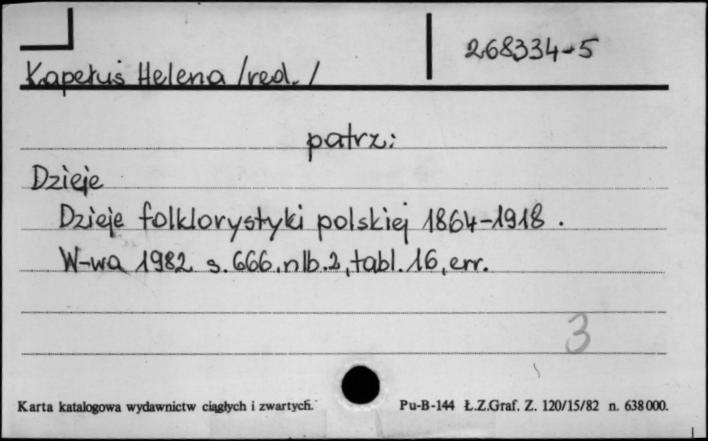 268334-5
Kapełuś Helena /red./
patrz:
Dzieje
Dzieje folklorystyki polskiej 1864-1918.
W-wa 1982 s. 666, nlb. 2, tabl. 16, err.
3
Karta katalogowa wydawnictw ciągłych i zwartych. Pu-B-144 Ł.Z.Graf. Z. 120/15/82 n. 638000.